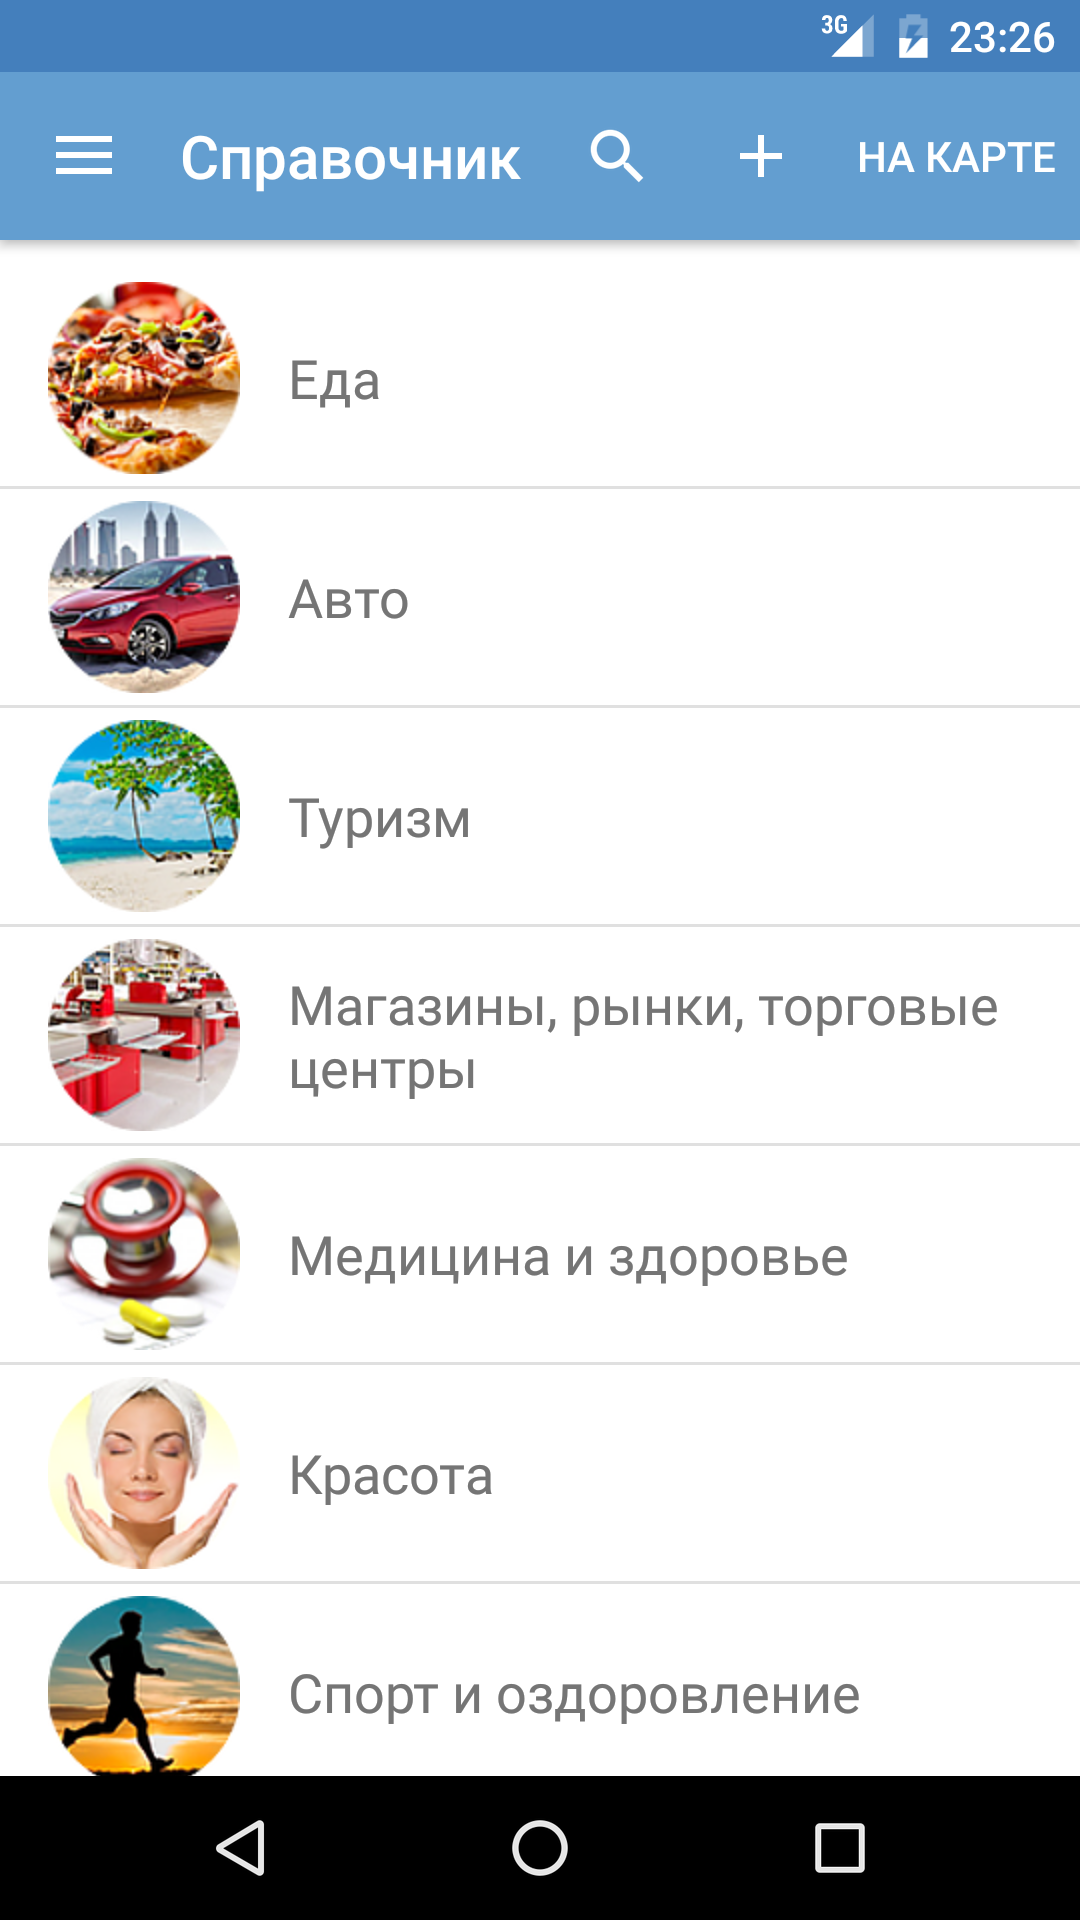 3G 23:26
Справочник НА КАРТЕ
Еда
Авто
Туризм
Магазины, рынки, торговые
центры
Медицина и здоровье
Красота
Спорт и оздоровление